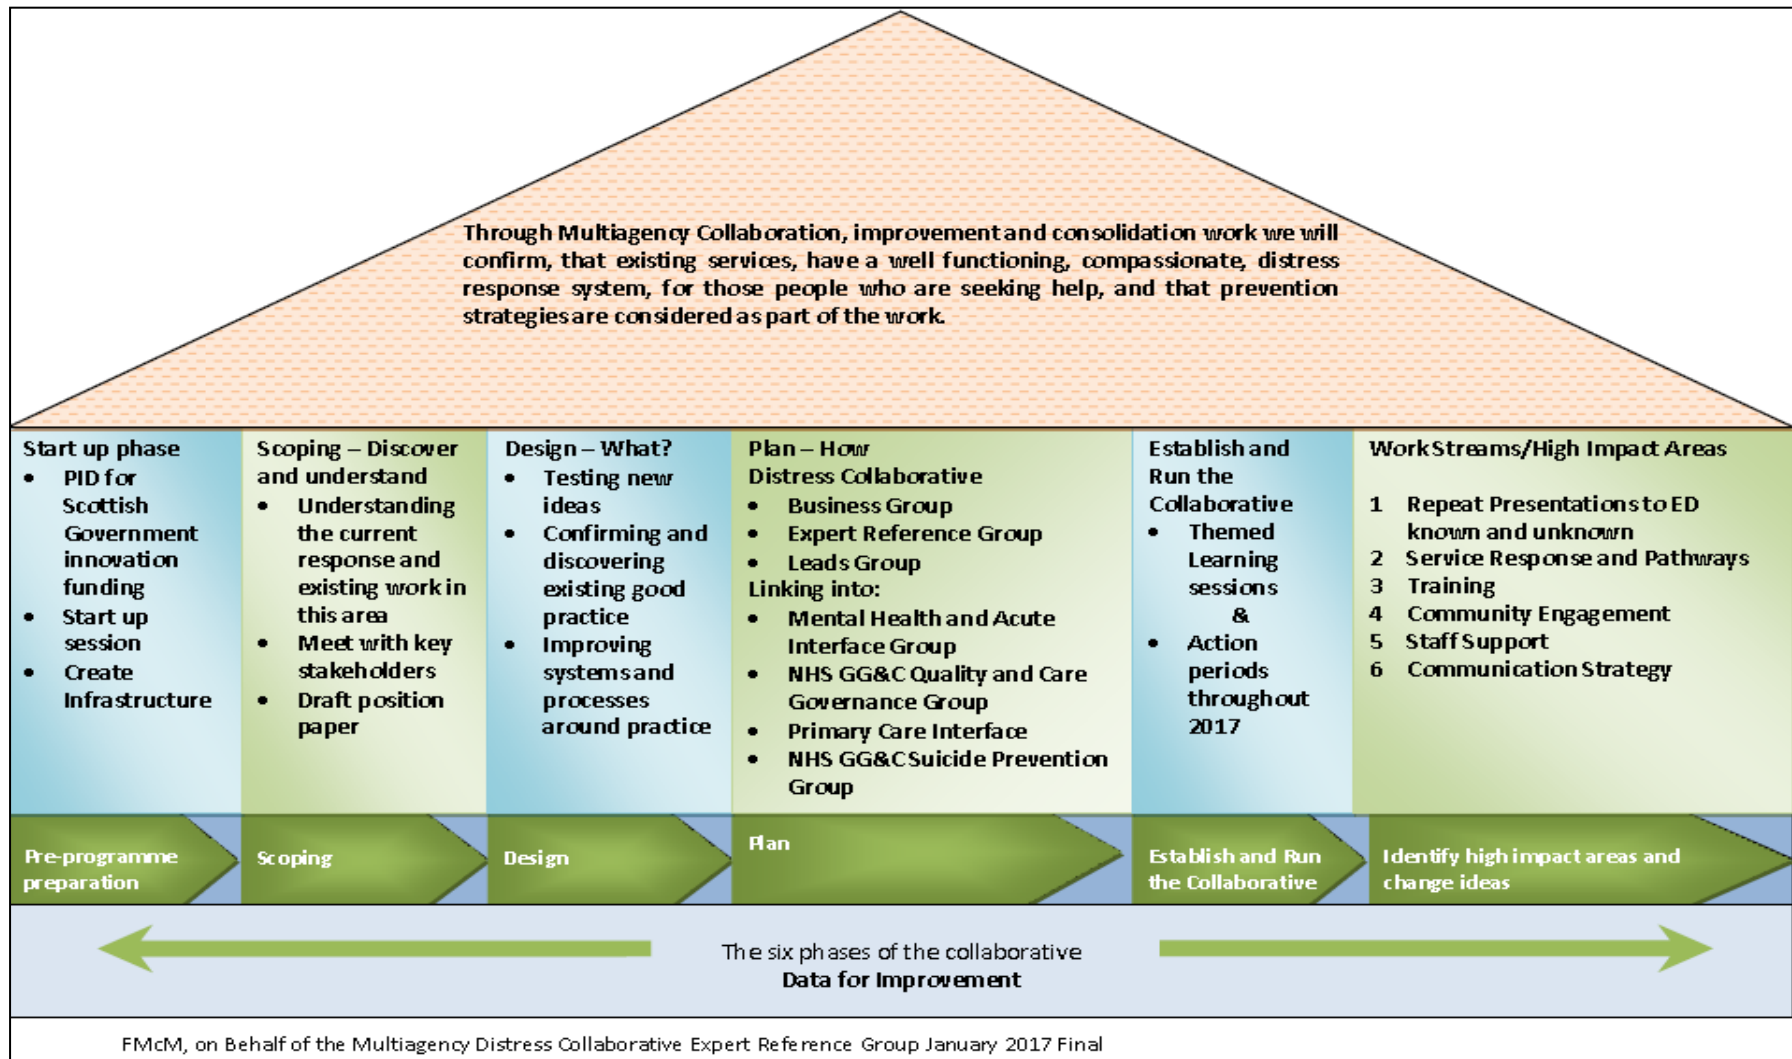 Through Multiagency Collaboration, improvement and consolidation work we will
confirm, that existing services, have a well functioning, compassionate, distress
response system, for those people who are seeking help, and that prevention
strategies are considered as part of the work.
Start up phase
• PID for
Scottish
Government
innovation
funding
• Start up
session
• Create
Infrastructure
Scoping – Discover
and understand
• Understanding
the current
response and
existing work in
this area
• Meet with key
stakeholders
• Draft position
paper
Design – What?
• Testing new
ideas
• Confirming and
discovering
existing good
practice
• Improving
systems and
processes
around practice
Plan – How
Distress Collaborative
• Business Group
• Expert Reference Group
• Leads Group
Linking into:
• Mental Health and Acute
Interface Group
• NHS GG&C Quality and Care
Governance Group
• Primary Care Interface
• NHS GG&C Suicide Prevention
Group
Establish and
Run the
Collaborative
• Themed
Learning
sessions
&
• Action
periods
throughout
2017
Work Streams/High Impact Areas
1 Repeat Presentations to ED
known and unknown
2 Service Response and Pathways
3 Training
4 Community Engagement
5 Staff Support
6 Communication Strategy
Pre-programme
preparation
Scoping
Design
Plan
Establish and Run
the Collaborative
Identify high impact areas and
change ideas
The six phases of the collaborative
Data for Improvement
FMcM, on Behalf of the Multiagency Distress Collaborative Expert Reference Group January 2017 Final